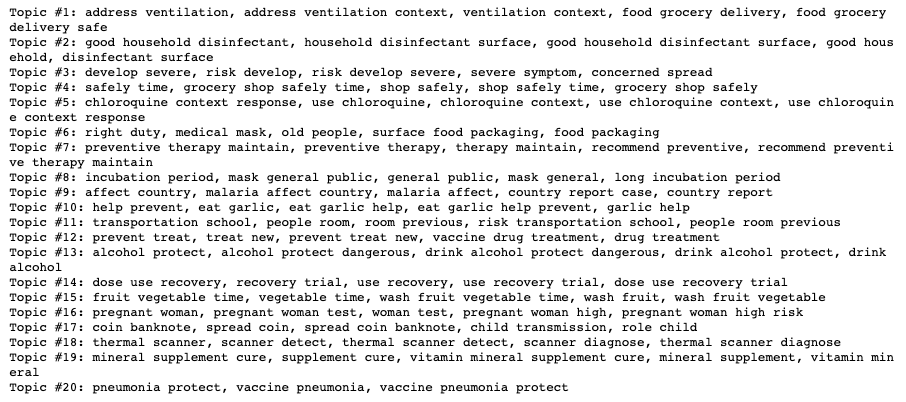 Topic #1: address ventilation, address ventilation context, ventilation context, food grocery delivery, food grocery
delivery safe
Topic #2: good household disinfectant, household disinfectant surface, good household disinfectant surface, good hous
ehold, disinfectant surface
Topic #3: develop severe, risk develop, risk develop severe, severe symptom, concerned spread
Topic #4: safely time, grocery shop safely time, shop safely, shop safely time, grocery shop safely
Topic #5: chloroquine context response, use chloroquine, chloroquine context, use chloroquine context, use chloroquin
e context response
Topic #6: right duty, medical mask, old people, surface food packaging, food packaging
Topic #7: preventive therapy maintain, preventive therapy, therapy maintain, recommend preventive, recommend preventi
ve therapy maintain
Topic #8: incubation period, mask general public, general public, mask general, long incubation period
Topic #9: affect country, malaria affect country, malaria affect, country report case, country report
Topic #10: help prevent, eat garlic, eat garlic help, eat garlic help prevent, garlic help
Topic #11: transportation school, people room, room previous, risk transportation school, people room previous
Topic #12: prevent treat, treat new, prevent treat new, vaccine drug treatment, drug treatment
Topic #13: alcohol protect, alcohol protect dangerous, drink alcohol protect dangerous, drink alcohol protect, drink
alcohol
Topic #14: dose use recovery, recovery trial, use recovery, use recovery trial, dose use recovery trial
Topic #15: fruit vegetable time, vegetable time, wash fruit vegetable time, wash fruit, wash fruit vegetable
Topic #16: pregnant woman, pregnant woman test, woman test, pregnant woman high, pregnant woman high risk
Topic #17: coin banknote, spread coin, spread coin banknote, child transmission, role child
Topic #18: thermal scanner, scanner detect, thermal scanner detect, scanner diagnose, thermal scanner diagnose
Topic #19: mineral supplement cure, supplement cure, vitamin mineral supplement cure, mineral supplement, vitamin min
eral
Topic #20: pneumonia protect, vaccine pneumonia, vaccine pneumonia protect